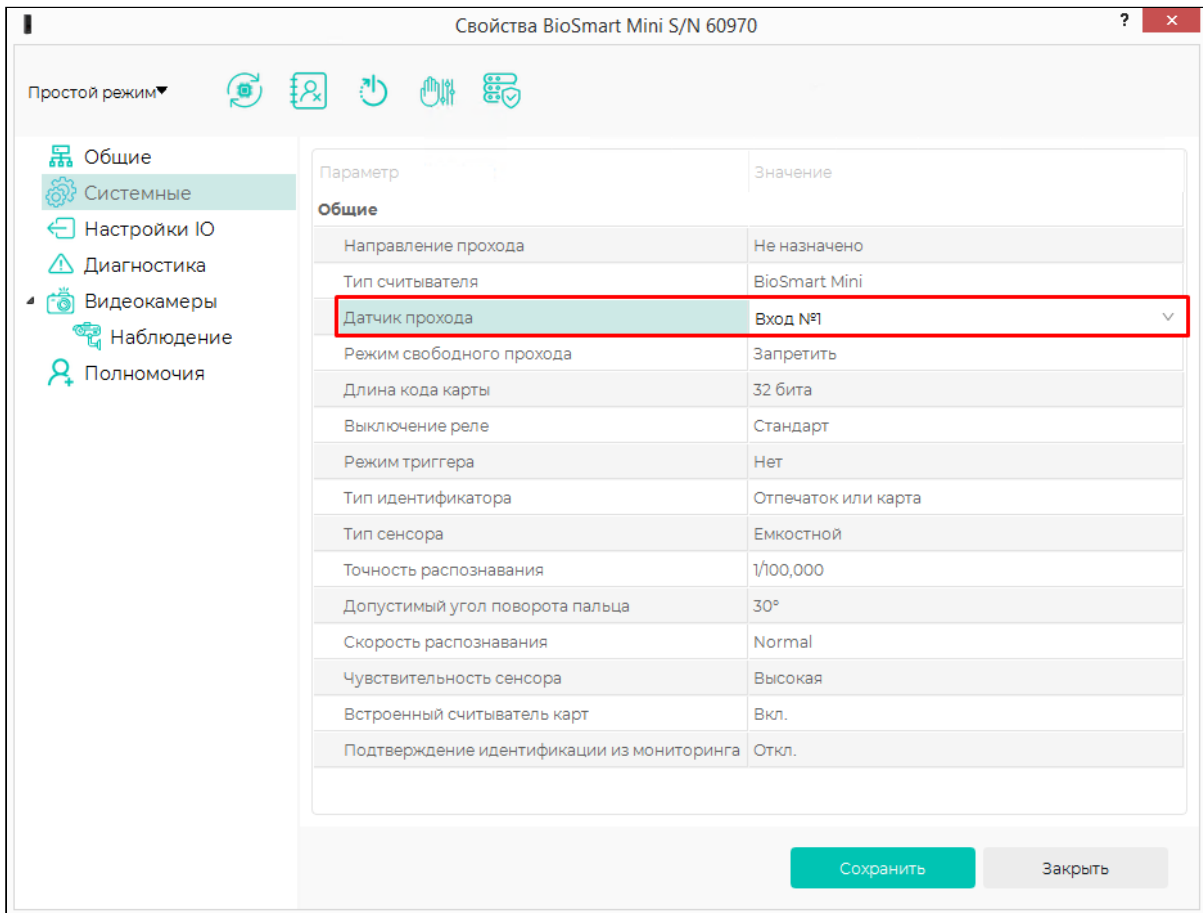 Свойства BioSmart Mini S/N 60970
? ×
Простой режим▼
Общие
Системные
Настройки IO
Диагностика
Видеокамеры
Наблюдение
Полномочия
Параметр Значение
Общие
Направление прохода Не назначено
Тип считывателя BioSmart Mini
Датчик прохода Вход №1
Режим свободного прохода Запретить
Длина кода карты 32 бита
Выключение реле Стандарт
Режим триггера Нет
Тип идентификатора Отпечаток или карта
Тип сенсора Емкостной
Точность распознавания 1/100,000
Допустимый угол поворота пальца 30°
Скорость распознавания Normal
Чувствительность сенсора Высокая
Встроенный считыватель карт Вкл.
Подтверждение идентификации из мониторинга Откл.
Сохранить Закрыть